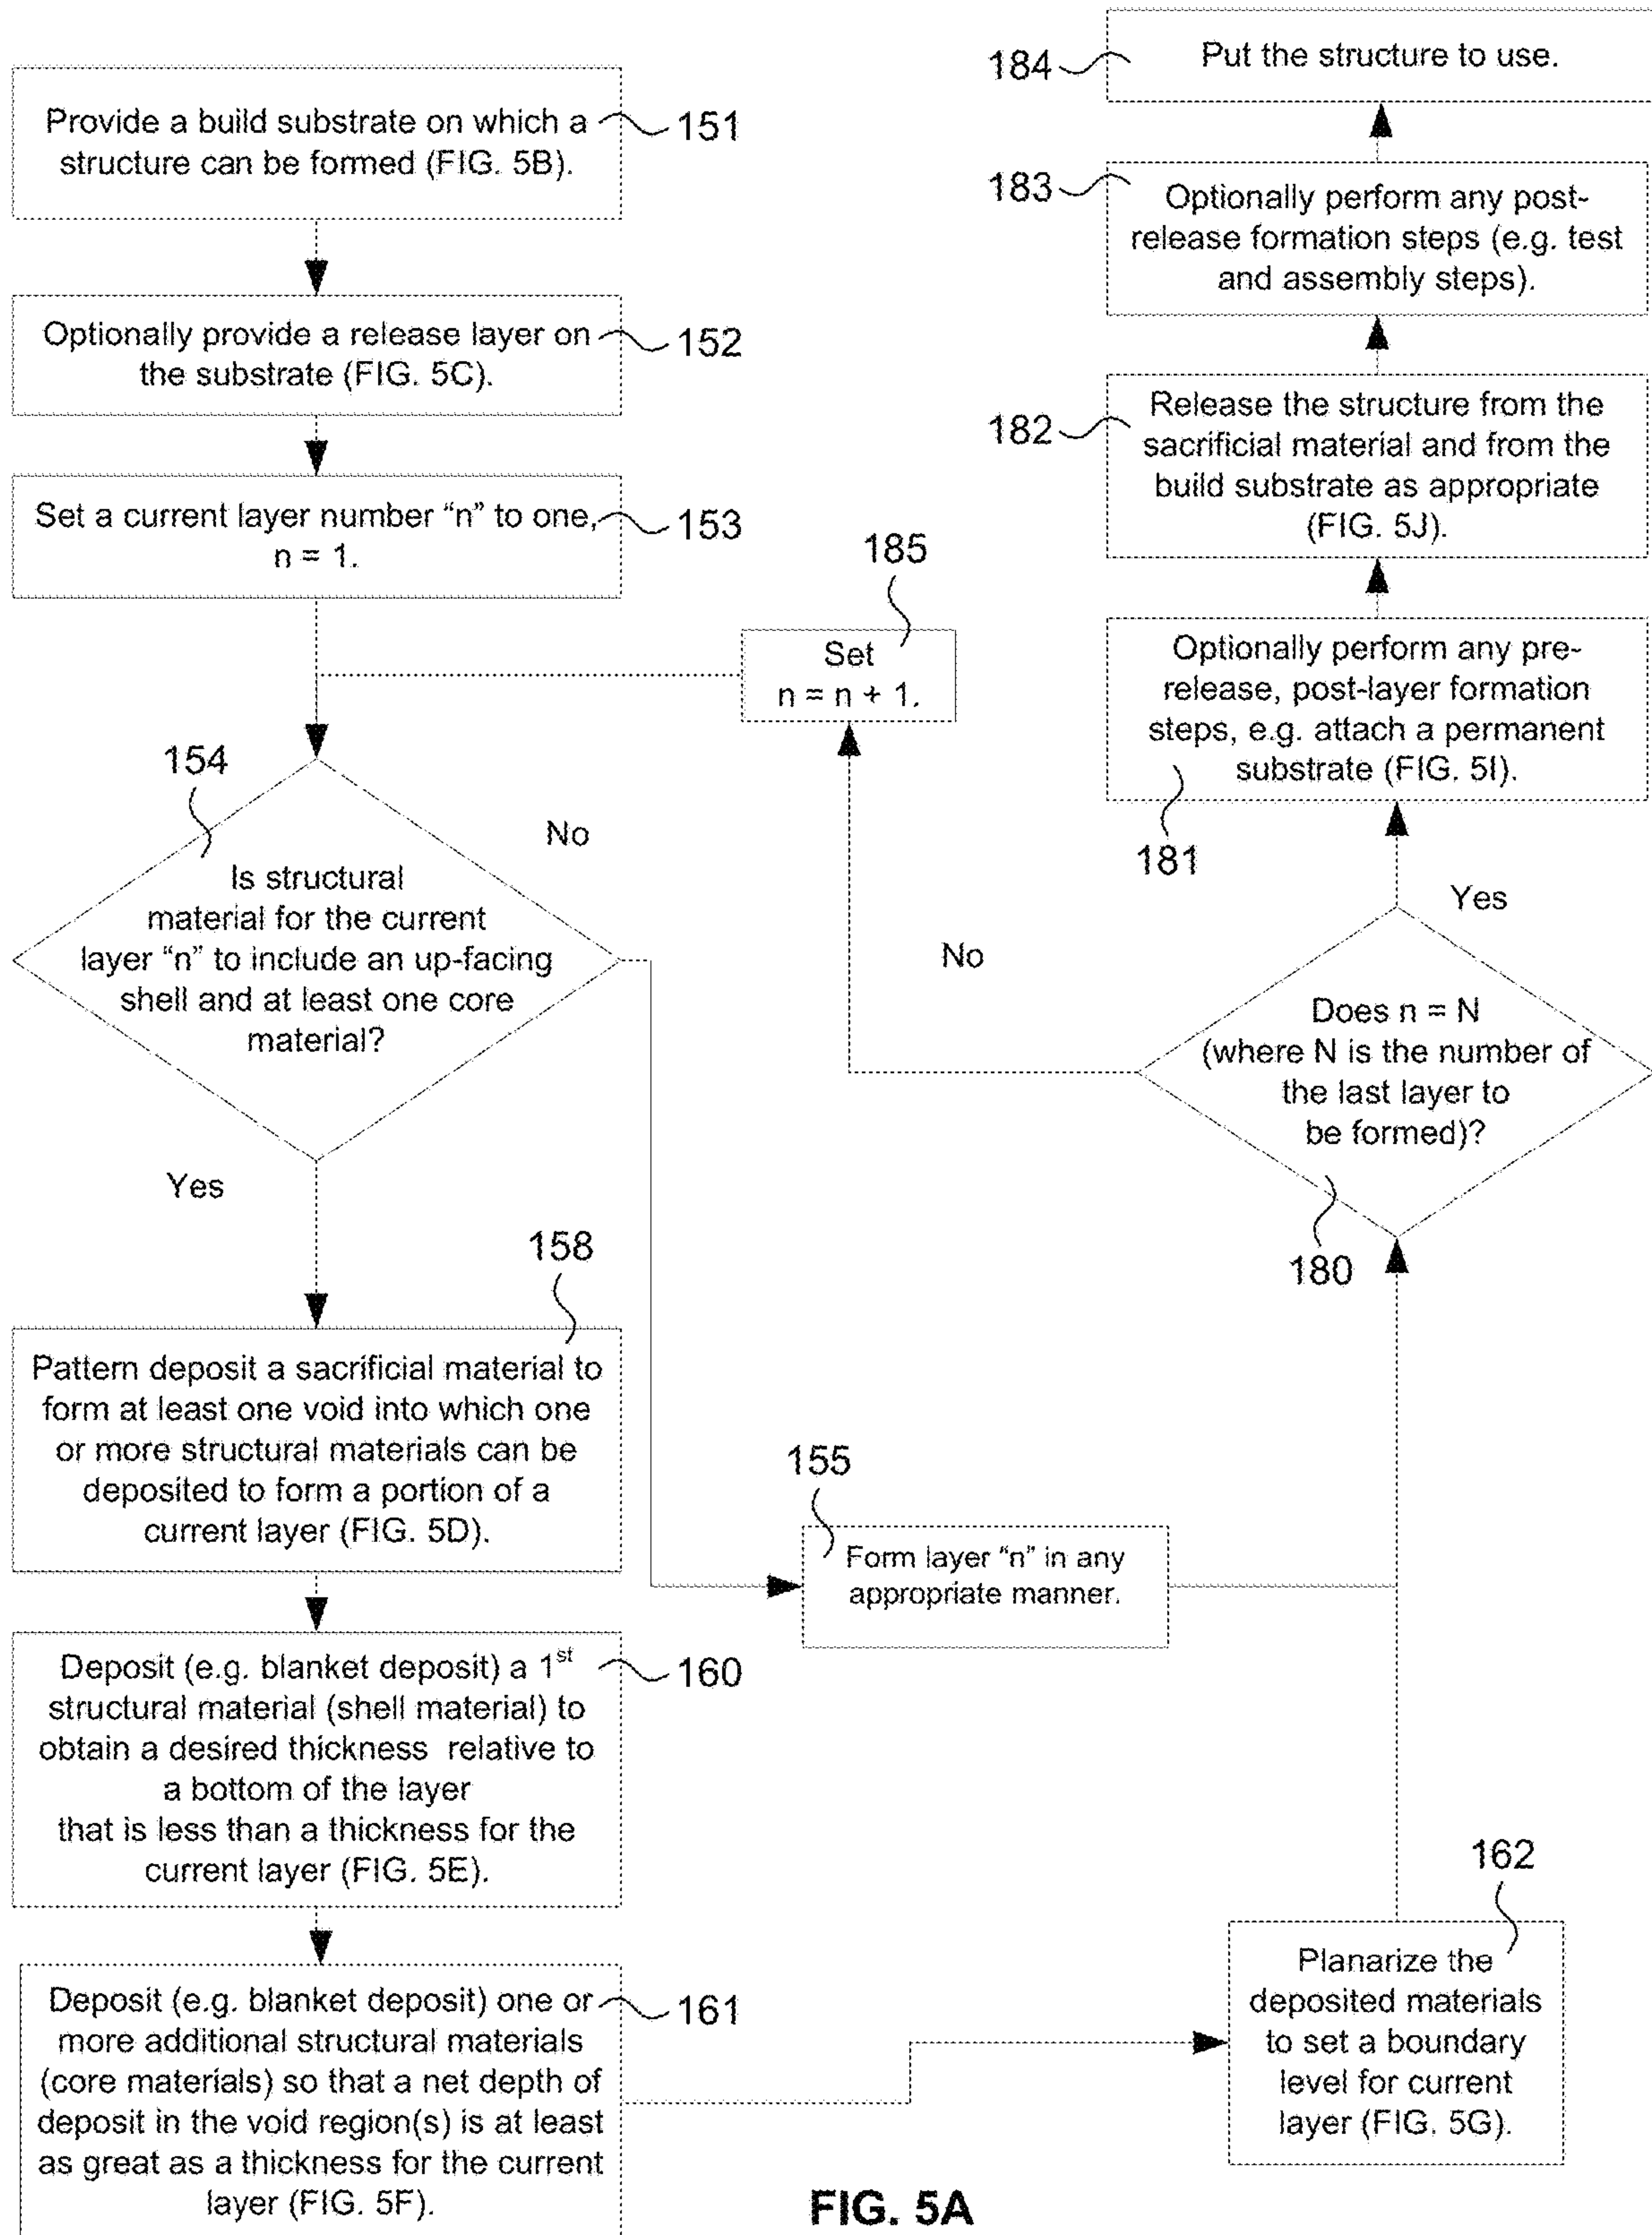 Provide a build substrate on which a
structure can be formed (FIG. 5B).
151
Optionally provide a release layer on
the substrate (FIG. 5C).
152
Set a current layer number “n” to one,
n = 1.
153
185
Set
n = n + 1.
154
Is structural
material for the current
layer “n” to include an up-facing
shell and at least one core
material?
No
Yes
158
Pattern deposit a sacrificial material to
form at least one void into which one
or more structural materials can be
deposited to form a portion of a
current layer (FIG. 5D).
155
Form layer “n” in any
appropriate manner.
Deposit (e.g. blanket deposit) a 1st
structural material (shell material) to
obtain a desired thickness relative to
a bottom of the layer
that is less than a thickness for the
current layer (FIG. 5E).
160
Deposit (e.g. blanket deposit) one or
more additional structural materials
(core materials) so that a net depth of
deposit in the void region(s) is at least
as great as a thickness for the current
layer (FIG. 5F).
161
162
Planarize the
deposited materials
to set a boundary
level for current
layer (FIG. 5G).
Does n = N
(where N is the number of
the last layer to
be formed)?
180
No
Yes
Optionally perform any pre-
release, post-layer formation
steps, e.g. attach a permanent
substrate (FIG. 5I).
181
182
Release the structure from the
sacrificial material and from the
build substrate as appropriate
(FIG. 5J).
183
Optionally perform any post-
release formation steps (e.g. test
and assembly steps).
184
Put the structure to use.
FIG. 5A